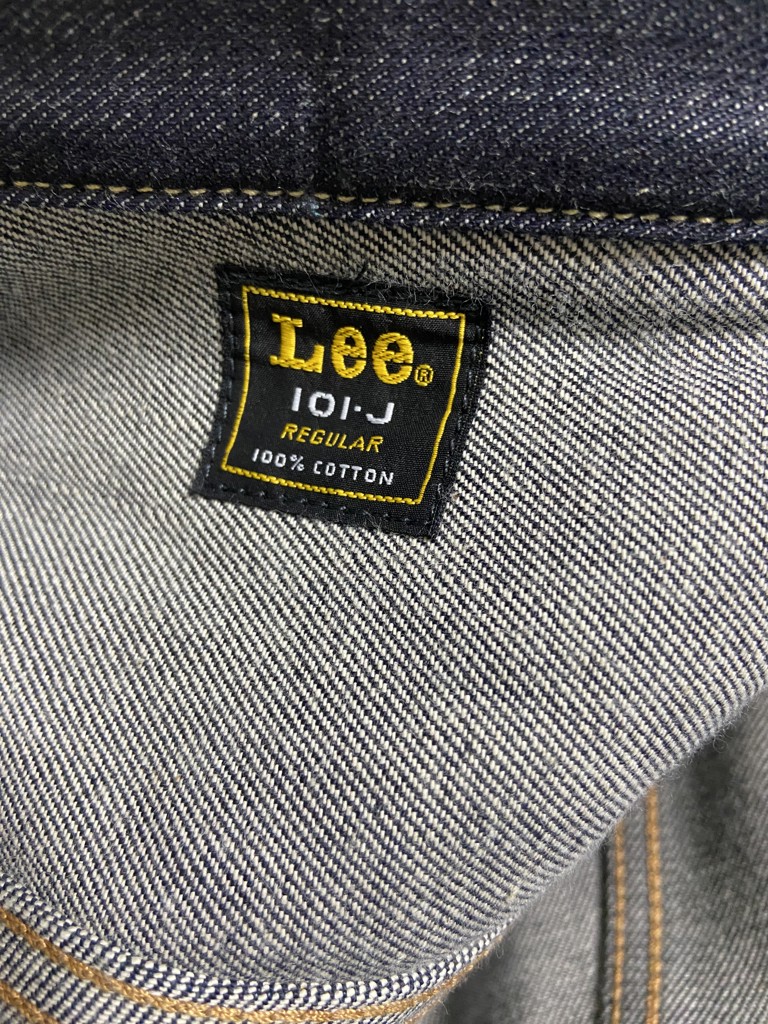 Lee®
101-J
REGULAR
100% COTTON